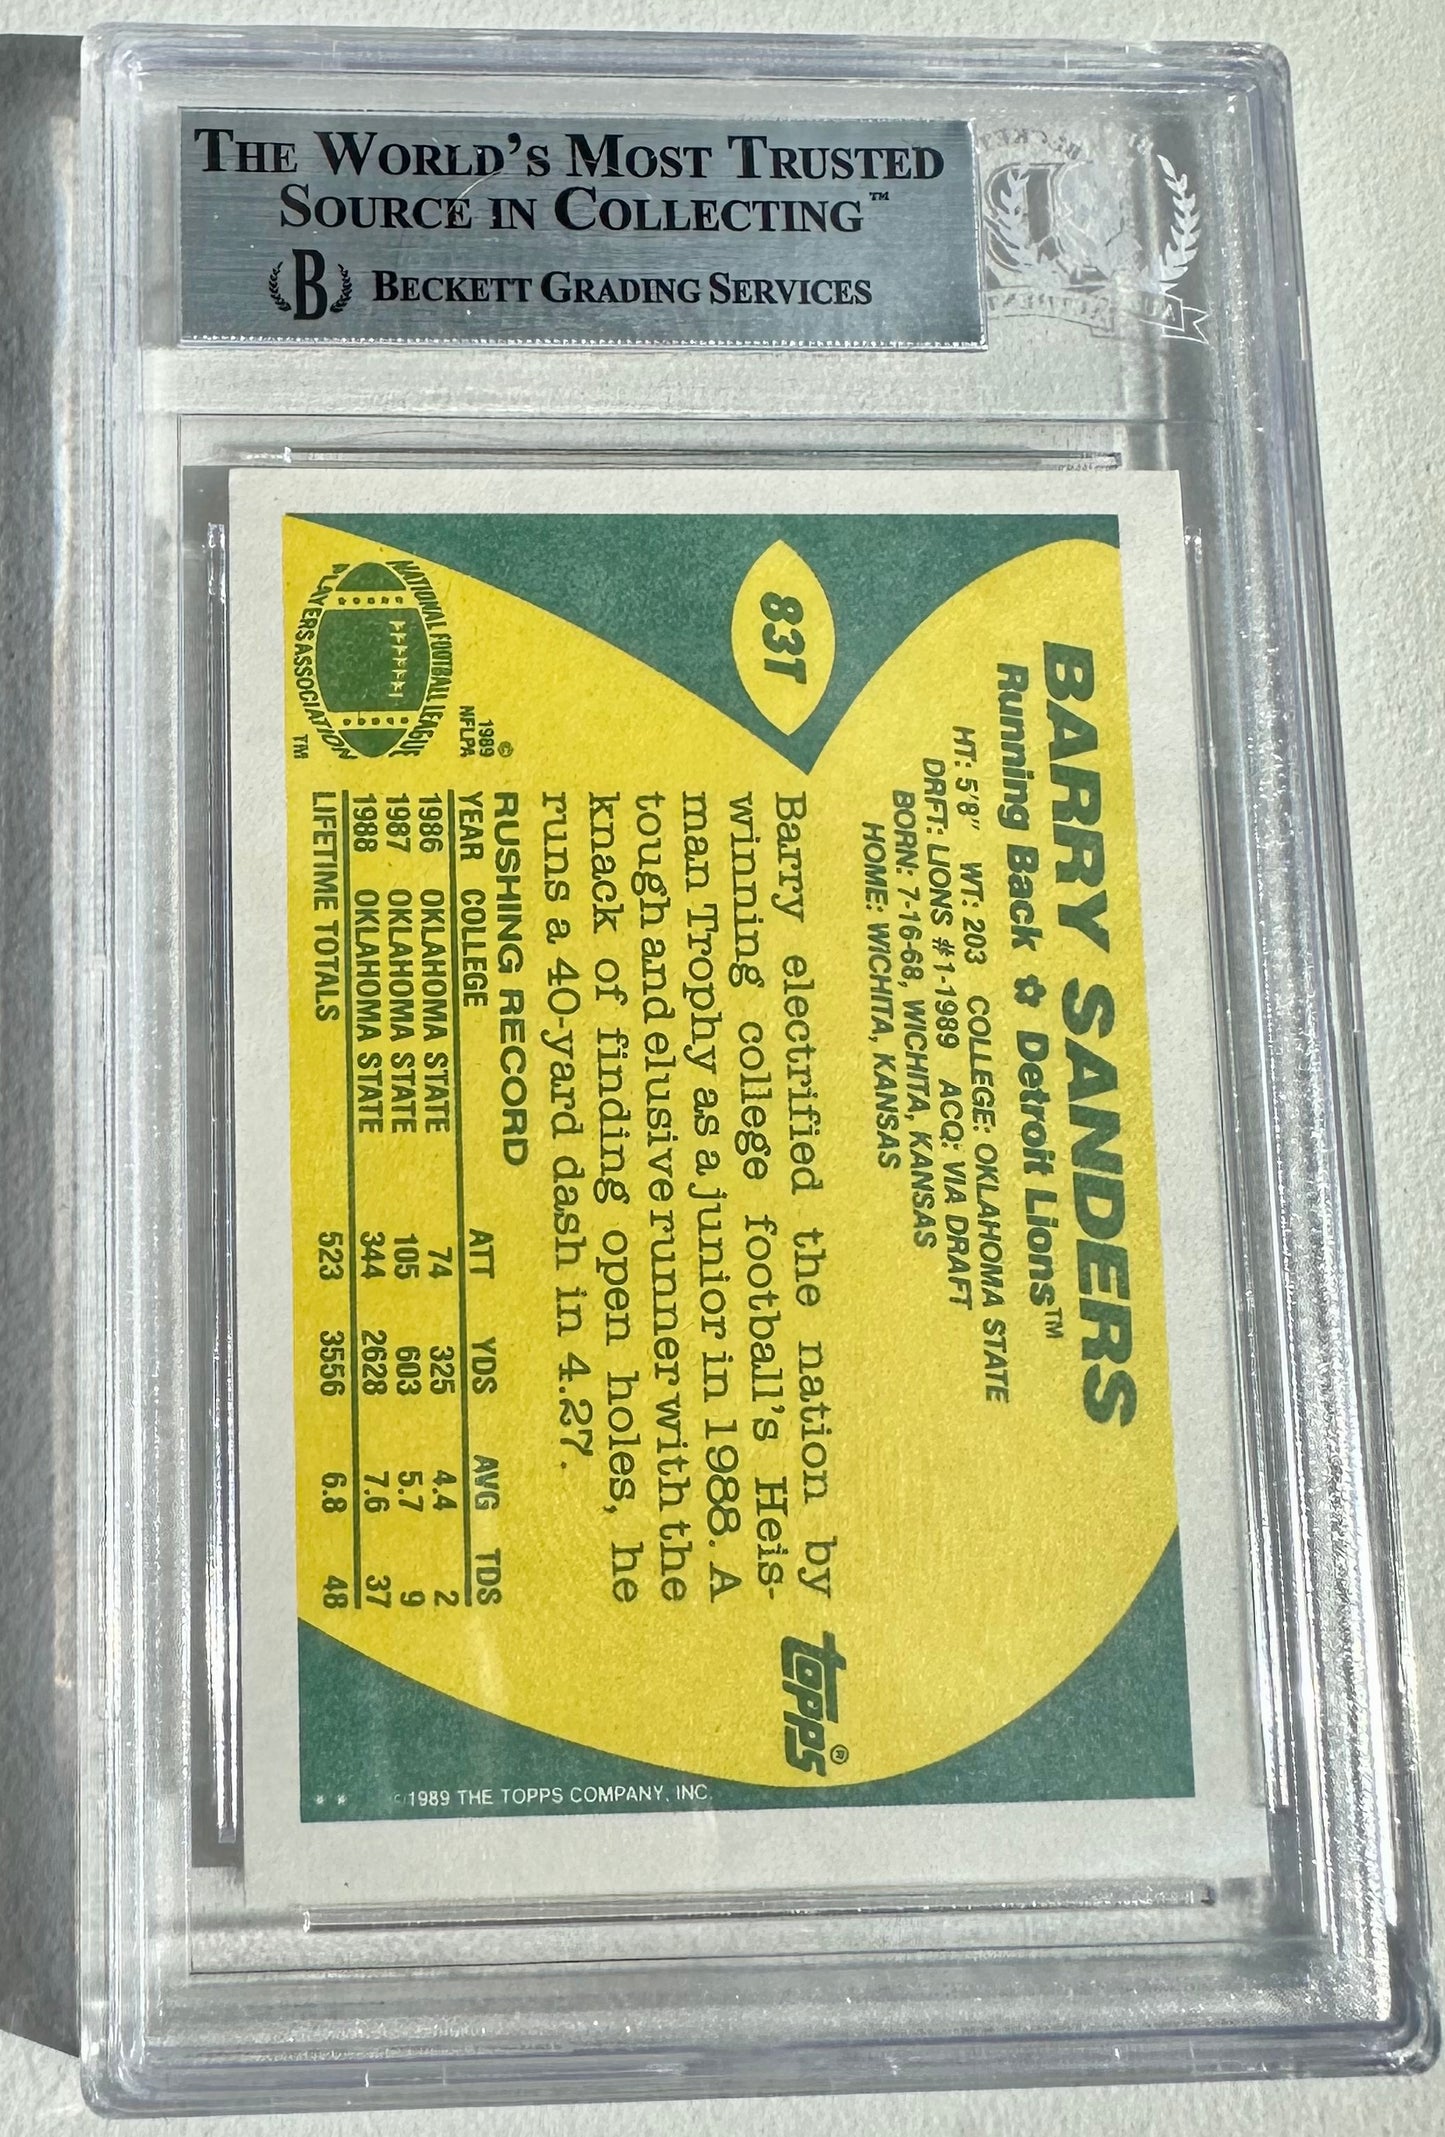 THE WORLD'S MOST TRUSTED
SOURCE IN COLLECTING™
B BECKETT GRADING SERVICES
83T
BARRY SANDERS
Running Back ✿ Detroit Lions™
HT: 5'8" WT: 203 COLLEGE: OKLAHOMA STATE
DRFT: LIONS #1-1989 ACQ: VIA DRAFT
BORN: 7-16-68, WICHITA, KANSAS
HOME: WICHITA, KANSAS
Barry electrified the nation by
winning college football's Heis-
man Trophy as a junior in 1988. A
tough and elusive runner with the
knack of finding open holes, he
runs a 40-yard dash in 4.27.
RUSHING RECORD
YEAR COLLEGE ATT YDS AVG TDS
1986 OKLAHOMA STATE 74 325 4.4 2
1987 OKLAHOMA STATE 105 603 5.7 9
1988 OKLAHOMA STATE 344 2628 7.6 37
LIFETIME TOTALS 523 3556 6.8 48
©
1989
NFLPA
NATIONAL FOOTBALL LEAGUE
PLAYERS ASSOCIATION
TM
topps®
* * ©1989 THE TOPPS COMPANY, INC.